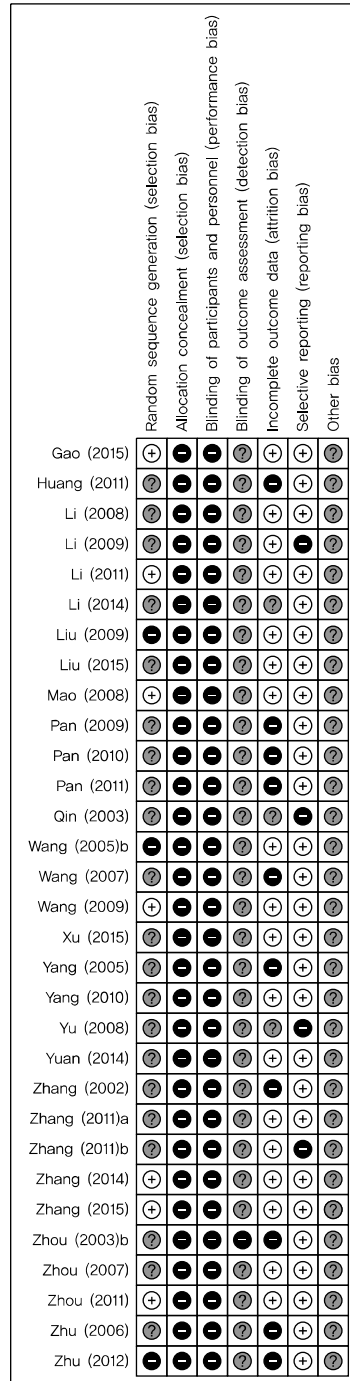 Random sequence generation (selection bias)
Allocation concealment (selection bias)
Blinding of participants and personnel (performance bias)
Blinding of outcome assessment (detection bias)
Incomplete outcome data (attrition bias)
Selective reporting (reporting bias)
Other bias
Gao (2015) + − − ? + + ?
Huang (2011) ? − − ? − + ?
Li (2008) ? − − ? + + ?
Li (2009) ? − − ? + − ?
Li (2011) + − − ? + + ?
Li (2014) ? − − ? ? + ?
Liu (2009) − − − ? + + ?
Liu (2015) ? − − ? + + ?
Mao (2008) + − − ? + + ?
Pan (2009) ? − − ? − + ?
Pan (2010) ? − − ? − + ?
Pan (2011) ? − − ? − + ?
Qin (2003) ? − − ? ? − ?
Wang (2005)b − − − ? + + ?
Wang (2007) ? − − ? − + ?
Wang (2009) + − − ? + + ?
Xu (2015) ? − − ? + + ?
Yang (2005) ? − − ? − + ?
Yang (2010) ? − − ? + + ?
Yu (2008) ? − − ? ? − ?
Yuan (2014) ? − − ? + + ?
Zhang (2002) ? − − ? − + ?
Zhang (2011)a ? − − ? + + ?
Zhang (2011)b ? − − ? + − ?
Zhang (2014) + − − ? + + ?
Zhang (2015) + − − ? + + ?
Zhou (2003)b ? − − − − + ?
Zhou (2007) ? − − ? + + ?
Zhou (2011) + − − ? + + ?
Zhu (2006) ? − − ? − + ?
Zhu (2012) − − − ? − + ?